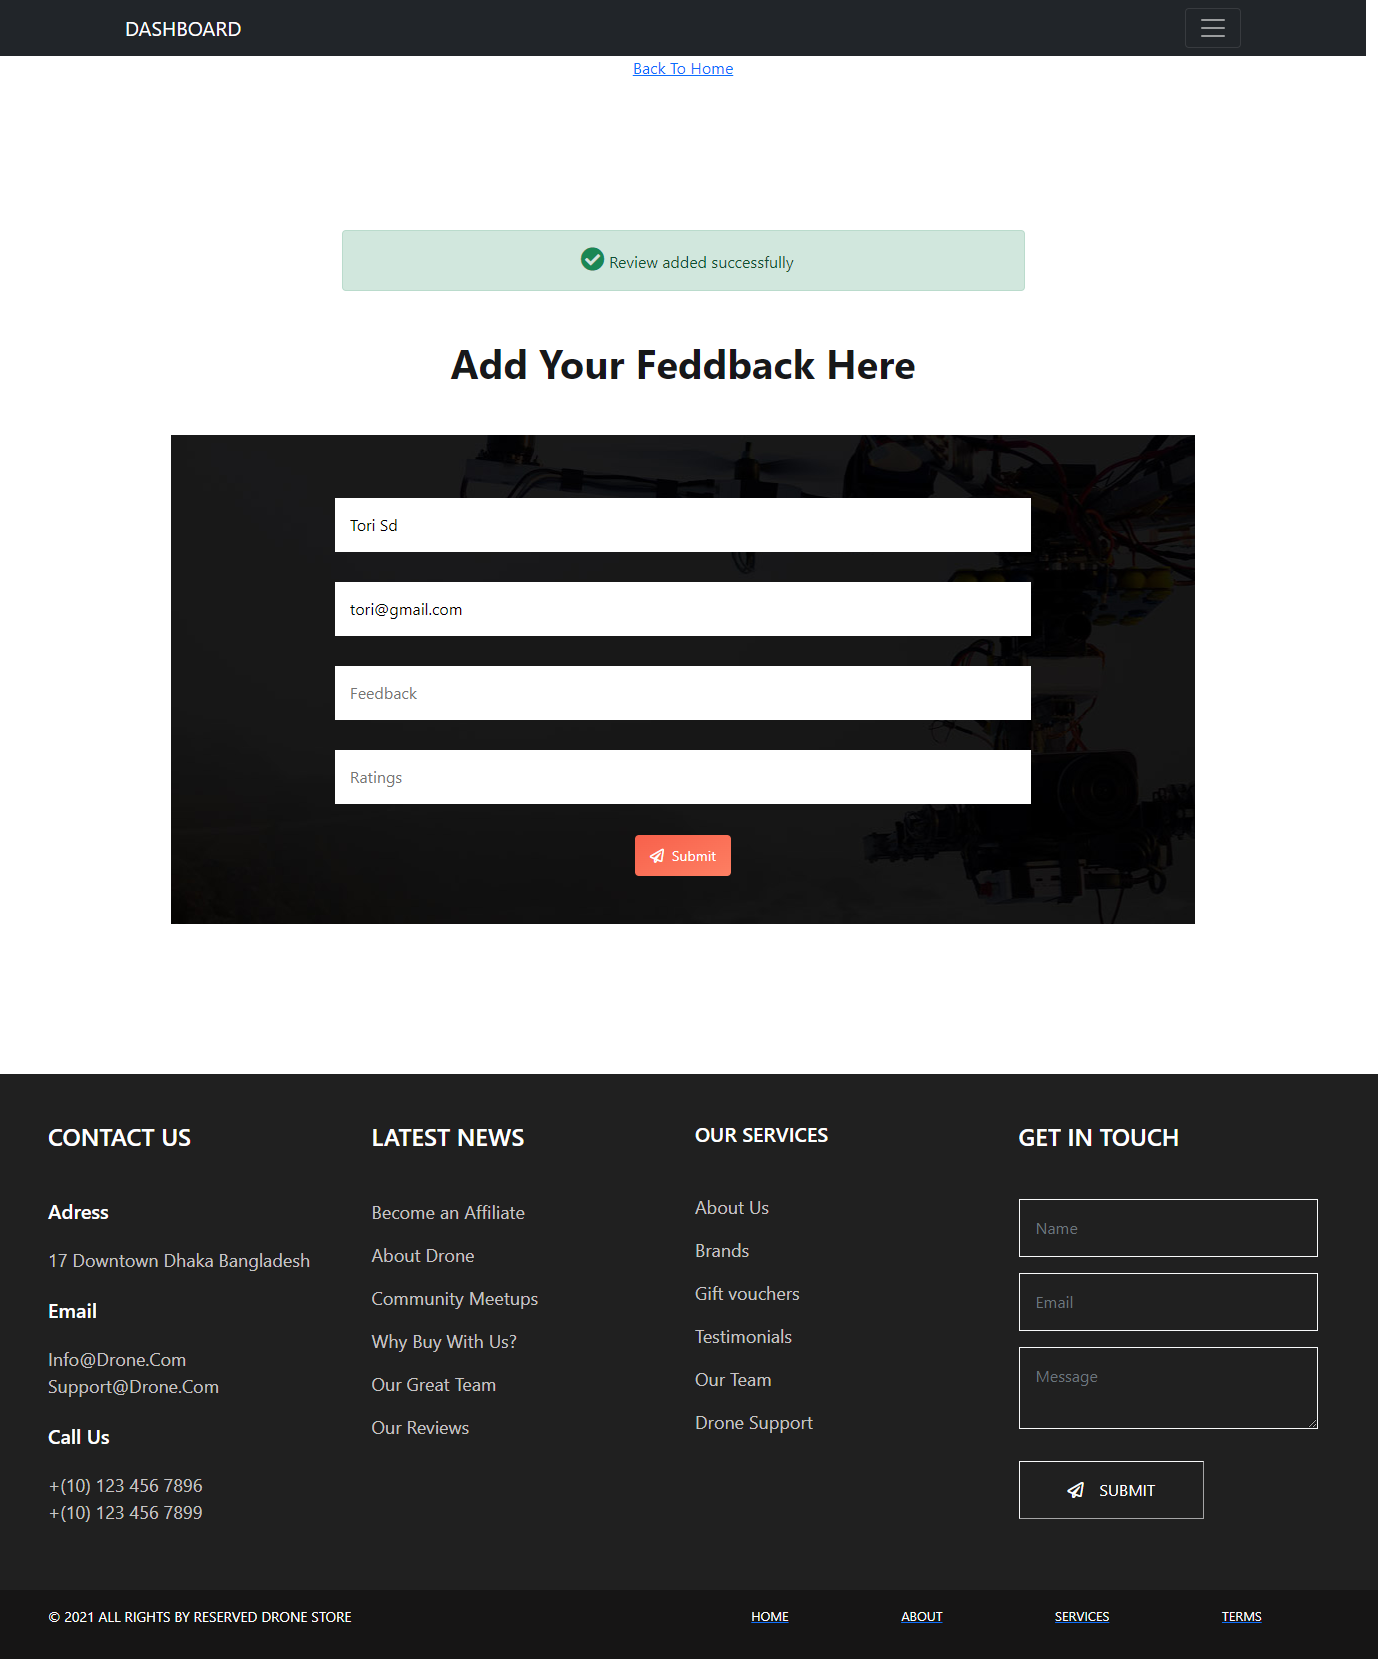 DASHBOARD
Back To Home
Review added successfully
Add Your Feddback Here
Tori Sd
tori@gmail.com
Feedback
Ratings
Submit
CONTACT US
Adress
17 Downtown Dhaka Bangladesh
Email
Info@Drone.Com
Support@Drone.Com
Call Us
+(10) 123 456 7896
+(10) 123 456 7899
LATEST NEWS
Become an Affiliate
About Drone
Community Meetups
Why Buy With Us?
Our Great Team
Our Reviews
OUR SERVICES
About Us
Brands
Gift vouchers
Testimonials
Our Team
Drone Support
GET IN TOUCH
Name
Email
Message
SUBMIT
© 2021 ALL RIGHTS BY RESERVED DRONE STORE
HOME
ABOUT
SERVICES
TERMS